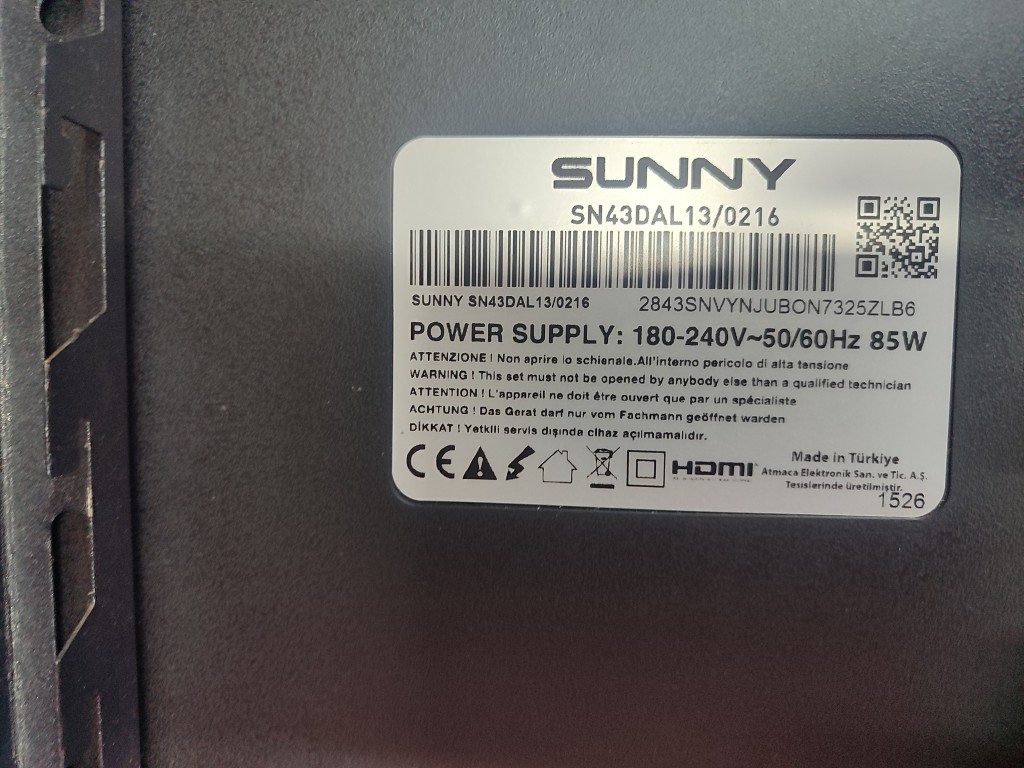 SUNNY
SN43DAL13/0216
SUNNY SN43DAL13/0216 2843SNVYNJUBON7325ZLB6
POWER SUPPLY: 180-240V~50/60Hz 85W
ATTENZIONE ! Non aprire lo schienale.All'interno pericolo di alta tensione
WARNING ! This set must not be opened by anybody else than a qualified technician
ATTENTION ! L'appareil ne doit être ouvert que par un spécialiste
ACHTUNG ! Das Gerat darf nur vom Fachmann geöffnet warden
DİKKAT ! Yetkili servis dışında cihaz açılmamalıdır.
CE HDMI Made in Türkiye
Atmaca Elektronik San. ve Tic. A.Ş.
Tesislerinde üretilmiştir.
1526